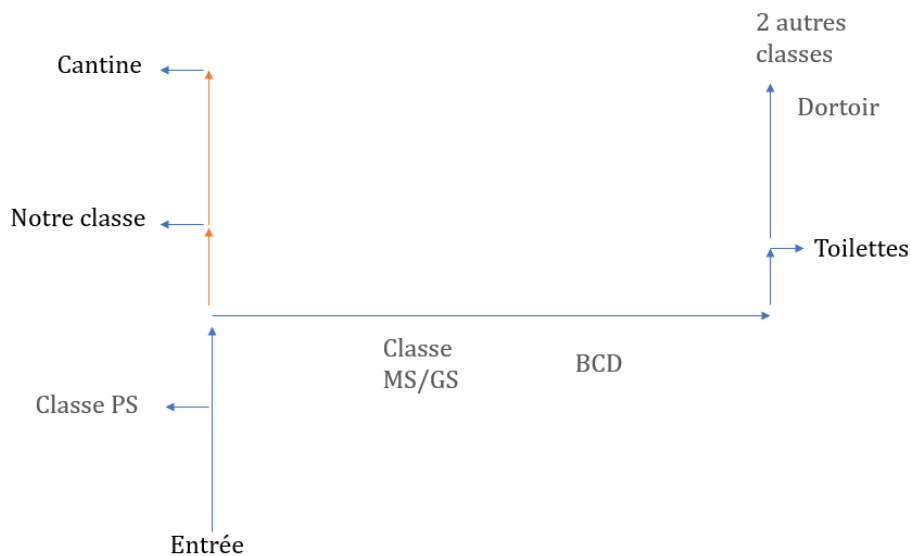 2 autres
classes
Cantine
Dortoir
Notre classe
Toilettes
Classe
MS/GS
BCD
Classe PS
Entrée